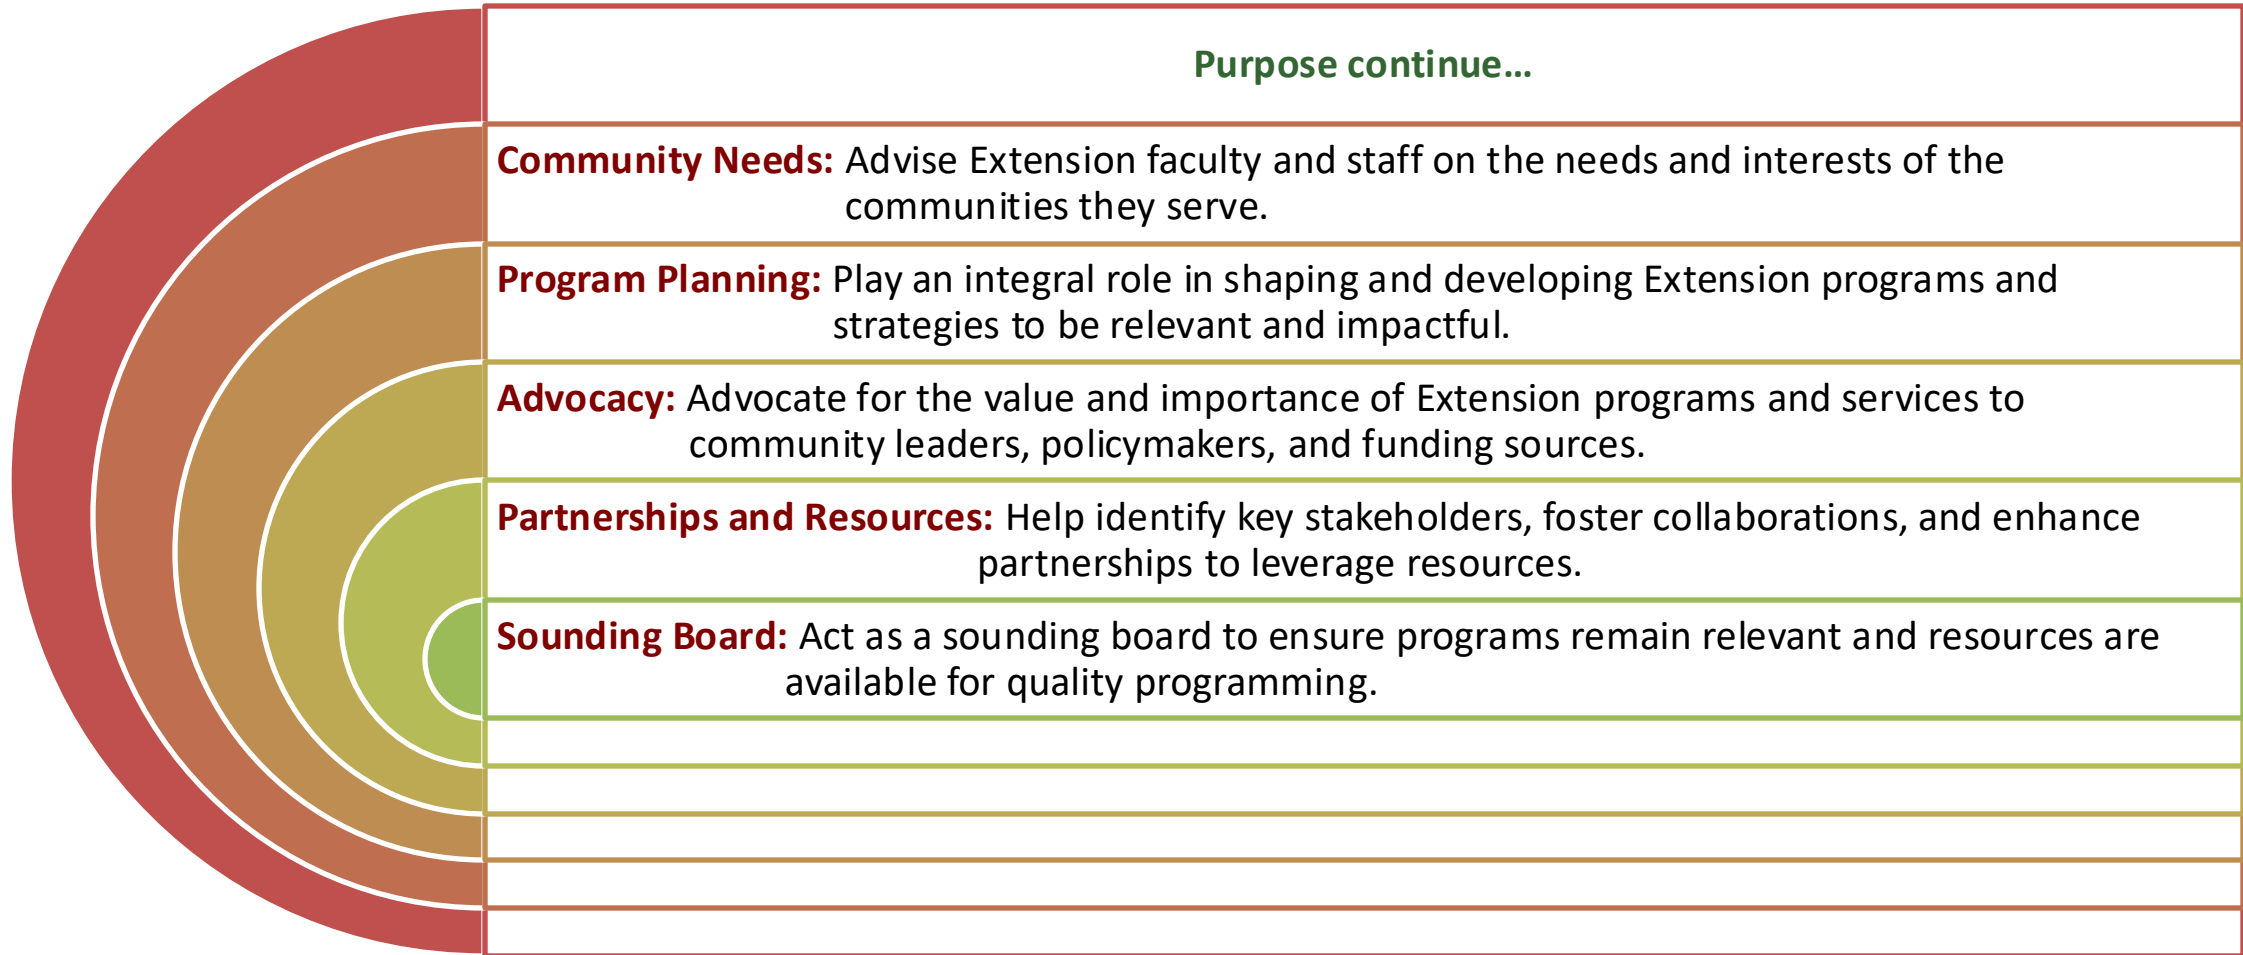 Purpose continue...
Community Needs: Advise Extension faculty and staff on the needs and interests of the
communities they serve.
Program Planning: Play an integral role in shaping and developing Extension programs and
strategies to be relevant and impactful.
Advocacy: Advocate for the value and importance of Extension programs and services to
community leaders, policymakers, and funding sources.
Partnerships and Resources: Help identify key stakeholders, foster collaborations, and enhance
partnerships to leverage resources.
Sounding Board: Act as a sounding board to ensure programs remain relevant and resources are
available for quality programming.